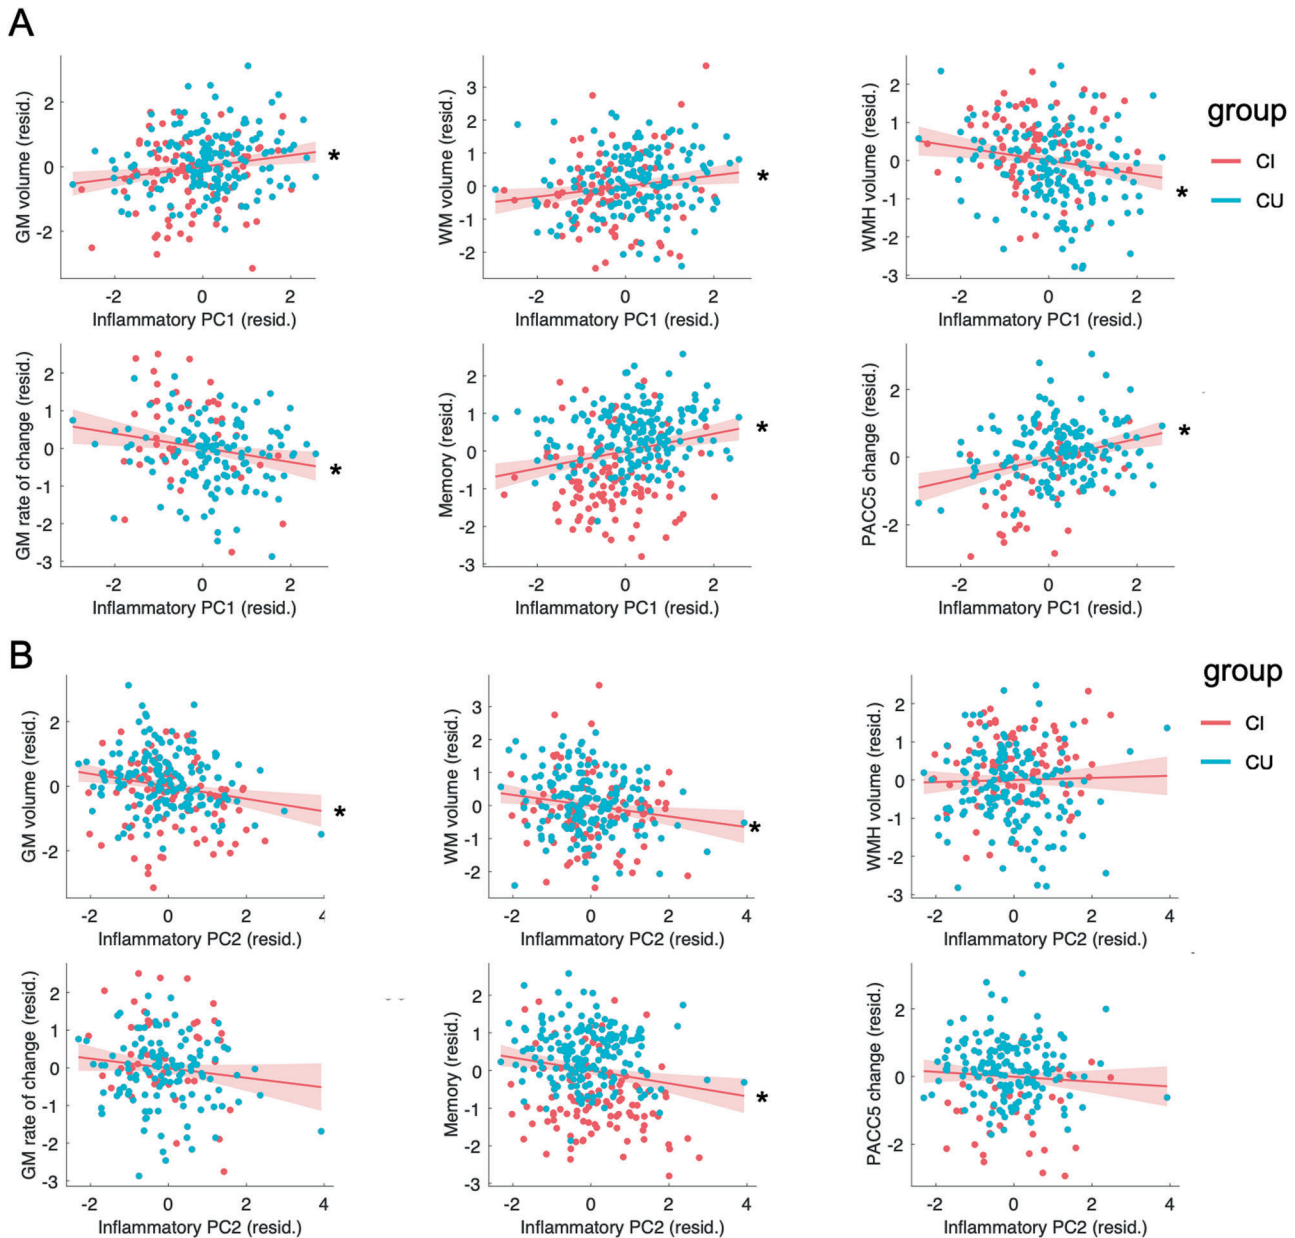 A
GM volume (resid.)
2
0
-2
-2 0 2
Inflammatory PC1 (resid.)
*
WM volume (resid.)
3
2
1
0
-1
-2
-2 0 2
Inflammatory PC1 (resid.)
*
WMH volume (resid.)
2
1
0
-1
-2
-3
-2 0 2
Inflammatory PC1 (resid.)
*
group
CI
CU
GM rate of change (resid.)
2
1
0
-1
-2
-3
-2 0 2
Inflammatory PC1 (resid.)
*
Memory (resid.)
2
1
0
-1
-2
-3
-2 0 2
Inflammatory PC1 (resid.)
*
PACC5 change (resid.)
2
0
-2
-2 0 2
Inflammatory PC1 (resid.)
*
B
GM volume (resid.)
2
0
-2
-2 0 2 4
Inflammatory PC2 (resid.)
*
WM volume (resid.)
3
2
1
0
-1
-2
-2 0 2 4
Inflammatory PC2 (resid.)
*
WMH volume (resid.)
2
1
0
-1
-2
-3
-2 0 2 4
Inflammatory PC2 (resid.)
group
CI
CU
GM rate of change (resid.)
2
1
0
-1
-2
-3
-2 0 2 4
Inflammatory PC2 (resid.)
Memory (resid.)
2
1
0
-1
-2
-3
-2 0 2 4
Inflammatory PC2 (resid.)
*
PACC5 change (resid.)
2
0
-2
-2 0 2 4
Inflammatory PC2 (resid.)